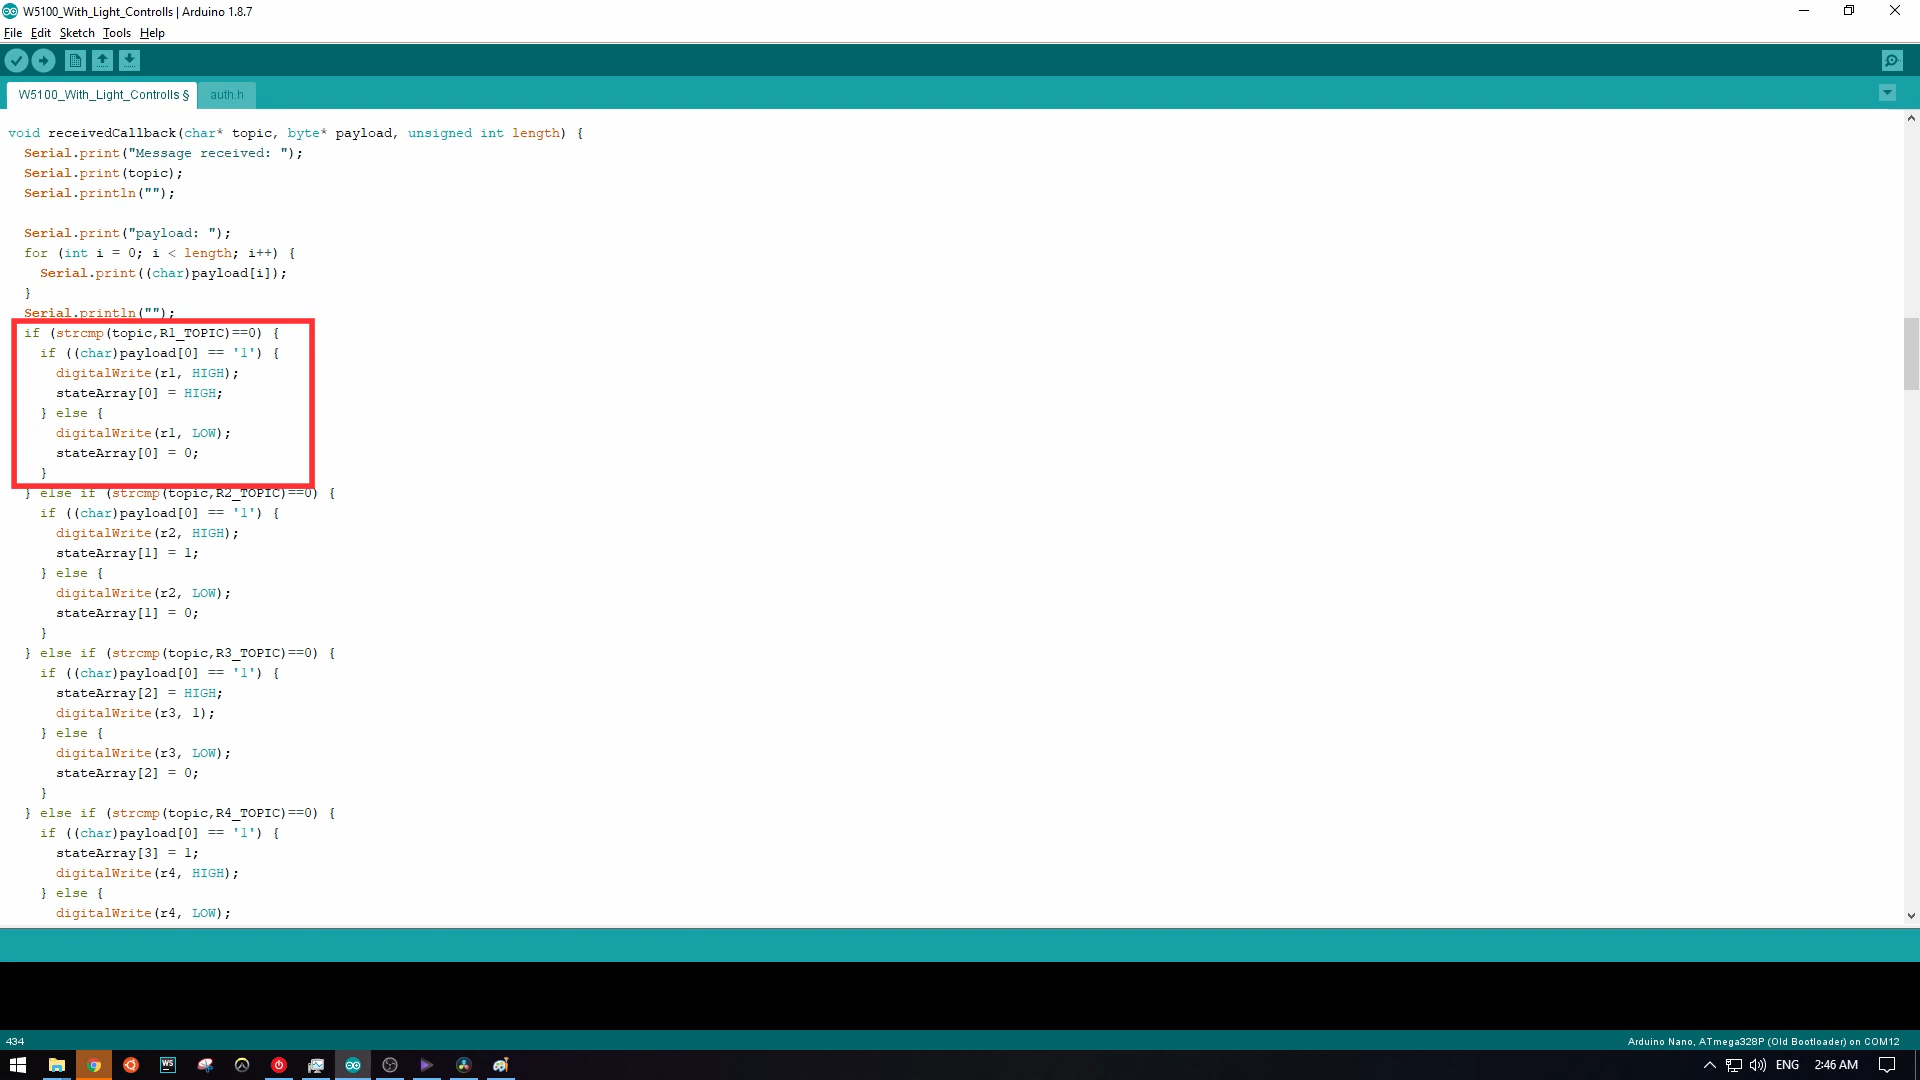 W5100_With_Light_Controlls | Arduino 1.8.7
File Edit Sketch Tools Help
W5100_With_Light_Controlls § auth.h
void receivedCallback(char* topic, byte* payload, unsigned int length) {
Serial.print("Message received: ");
Serial.print(topic);
Serial.println("");
Serial.print("payload: ");
for (int i = 0; i < length; i++) {
Serial.print((char)payload[i]);
}
Serial.println("");
if (strcmp(topic,R1_TOPIC)==0) {
if ((char)payload[0] == '1') {
digitalWrite(r1, HIGH);
stateArray[0] = HIGH;
} else {
digitalWrite(r1, LOW);
stateArray[0] = 0;
}
} else if (strcmp(topic,R2_TOPIC)==0) {
if ((char)payload[0] == '1') {
digitalWrite(r2, HIGH);
stateArray[1] = 1;
} else {
digitalWrite(r2, LOW);
stateArray[1] = 0;
}
} else if (strcmp(topic,R3_TOPIC)==0) {
if ((char)payload[0] == '1') {
stateArray[2] = HIGH;
digitalWrite(r3, 1);
} else {
digitalWrite(r3, LOW);
stateArray[2] = 0;
}
} else if (strcmp(topic,R4_TOPIC)==0) {
if ((char)payload[0] == '1') {
stateArray[3] = 1;
digitalWrite(r4, HIGH);
} else {
digitalWrite(r4, LOW);
434 Arduino Nano, ATmega328P (Old Bootloader) on COM12
WS ENG 2:46 AM